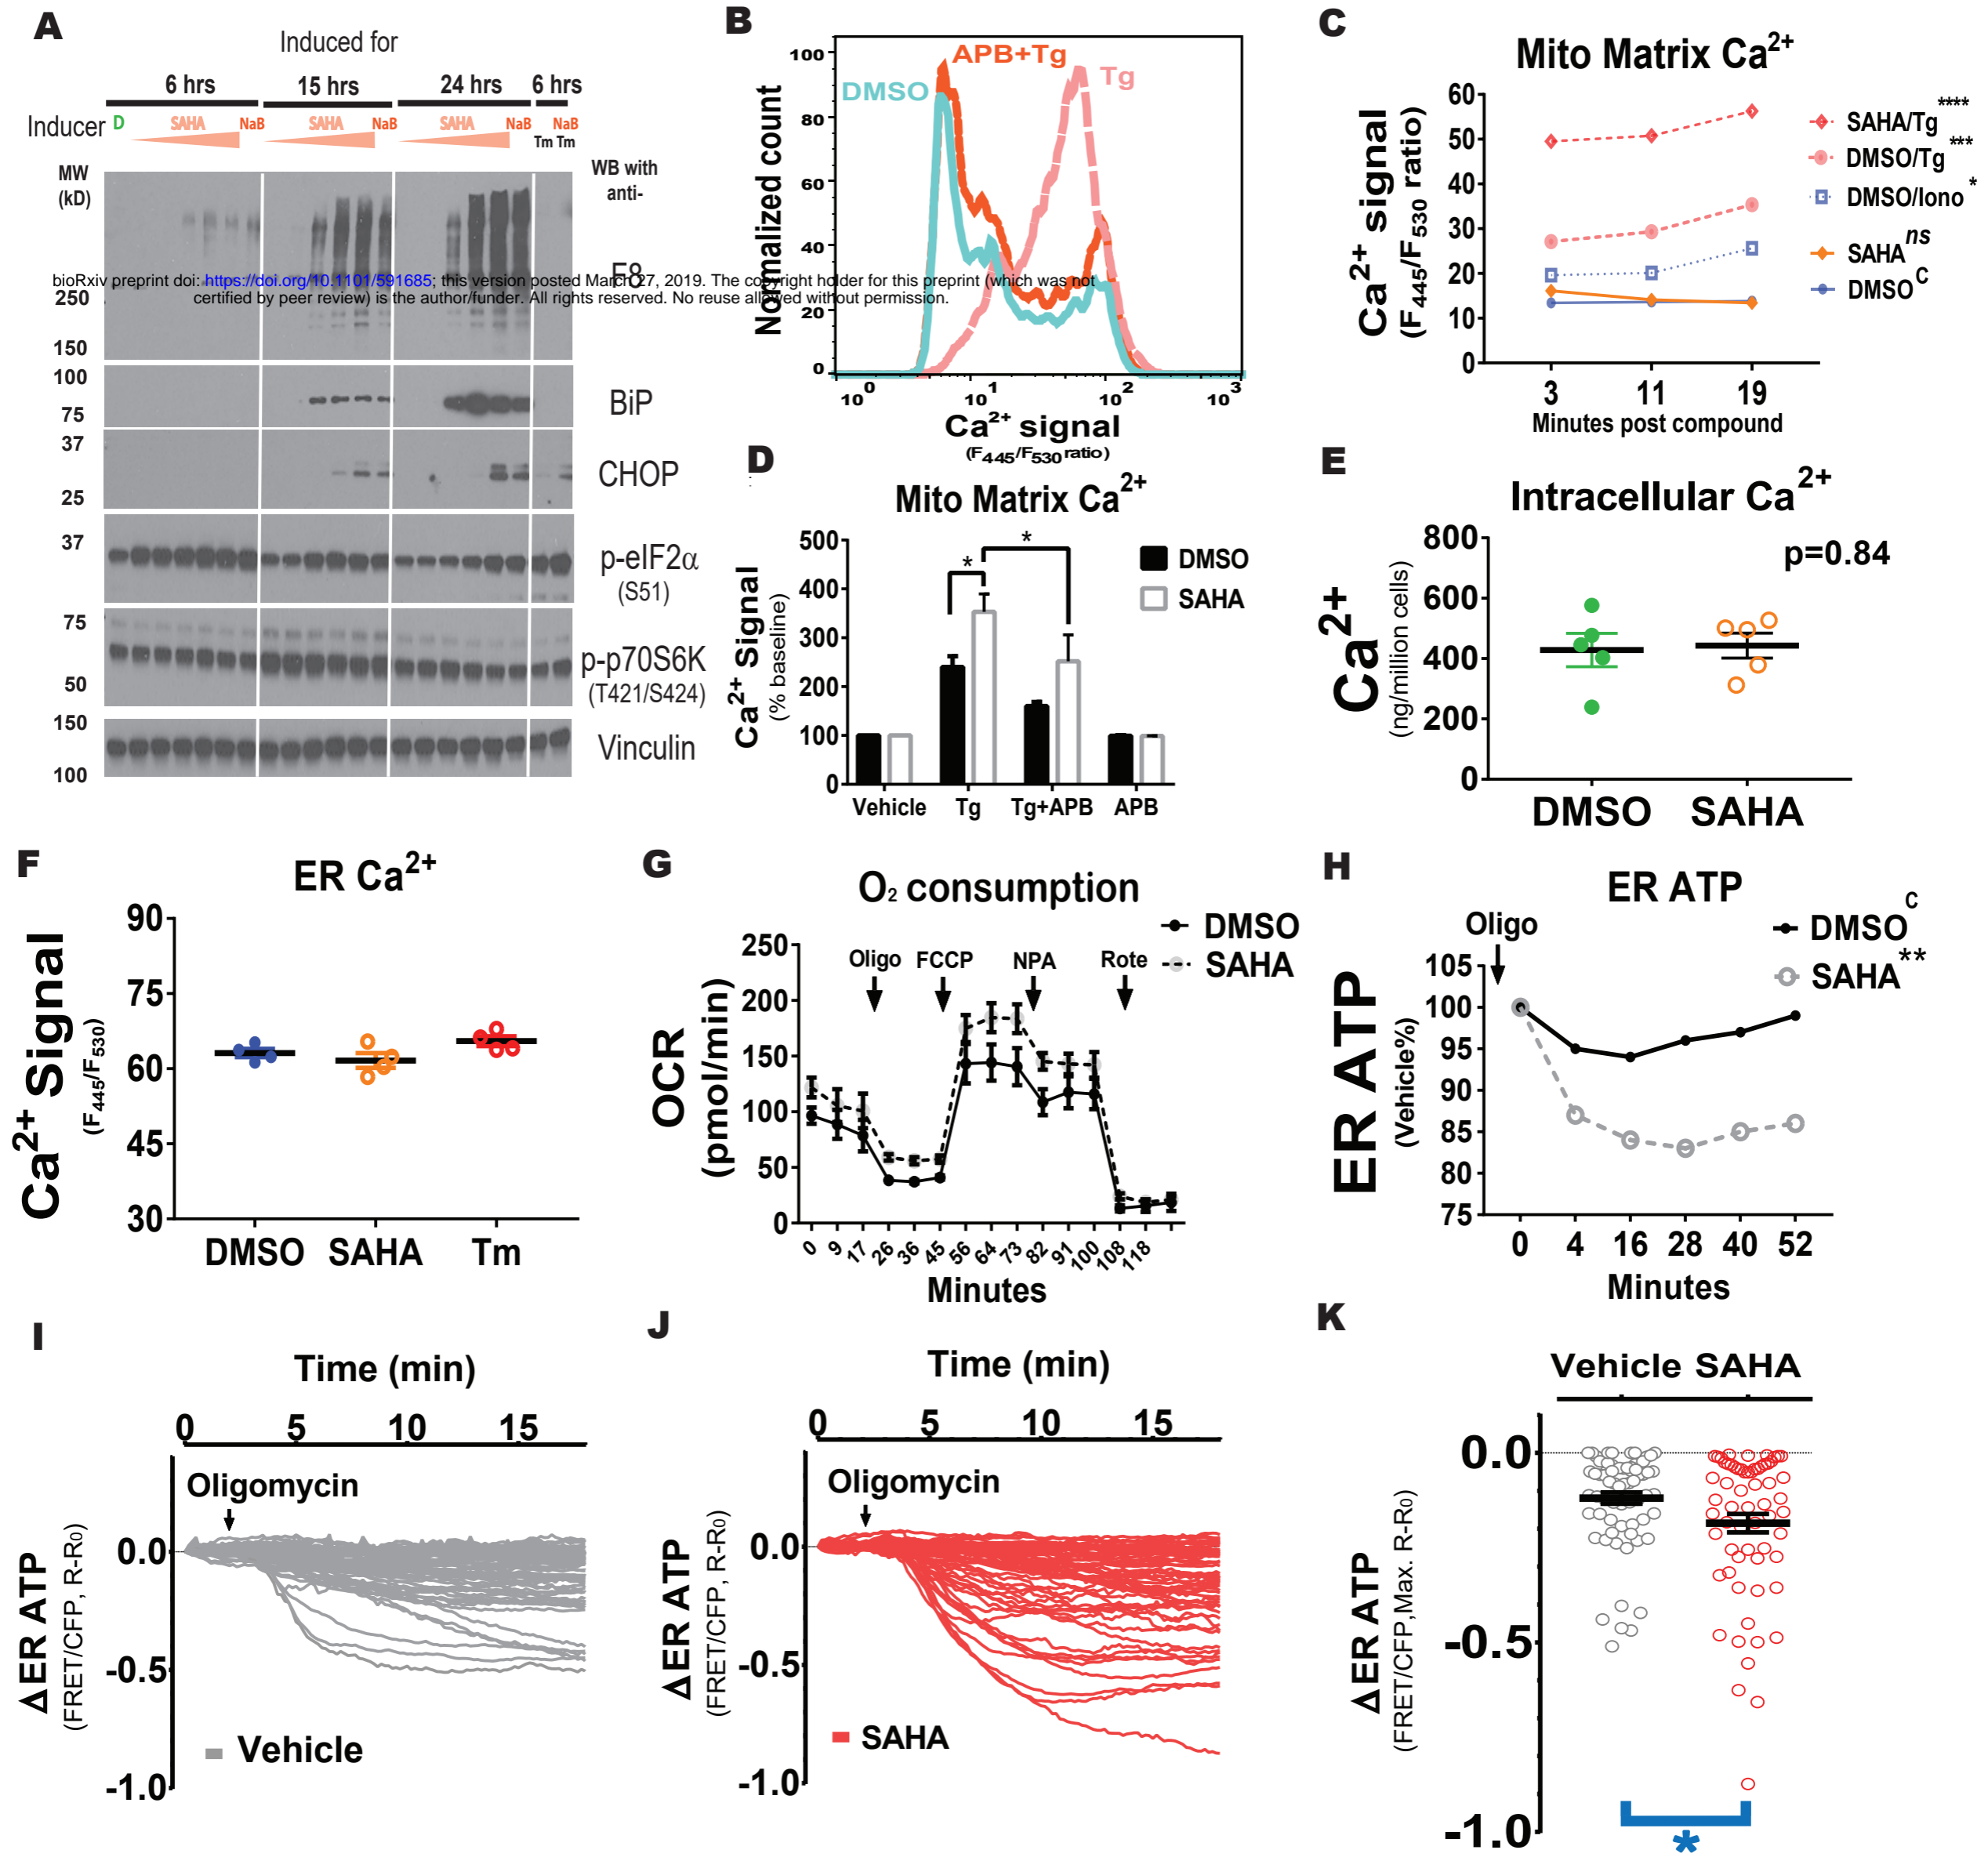 A
Induced for
6 hrs 15 hrs 24 hrs 6 hrs
Inducer D SAHA NaB SAHA NaB SAHA NaB NaB
Tm Tm
MW
(kD)
WB with
anti-
F8
bioRxiv preprint doi: https://doi.org/10.1101/591685; this version posted March 27, 2019. The copyright holder for this preprint (which was not
certified by peer review) is the author/funder. All rights reserved. No reuse allowed without permission.
250
150
100
BiP
75
37
CHOP
25
37
p-eIF2α
(S51)
75
p-p70S6K
(T421/S424)
50
150
Vinculin
100
B
APB+Tg
Tg
DMSO
Normalized count
100
80
60
40
20
0
10⁰ 10¹ 10² 10³
Ca²⁺ signal
(F₄₄₅/F₅₃₀ ratio)
C
Mito Matrix Ca²⁺
Ca²⁺ signal
(F₄₄₅/F₅₃₀ ratio)
60
50
40
30
20
10
0
3 11 19
Minutes post compound
SAHA/Tg ****
DMSO/Tg ***
DMSO/Iono *
SAHA ns
DMSO C
D
Mito Matrix Ca²⁺
Ca²⁺ Signal
(% baseline)
500
400
300
200
100
0
* *
DMSO
SAHA
Vehicle Tg Tg+APB APB
E
Intracellular Ca²⁺
p=0.84
Ca²⁺
(ng/million cells)
800
600
400
200
0
DMSO SAHA
F
ER Ca²⁺
Ca²⁺ Signal
(F₄₄₅/F₅₃₀)
90
75
60
45
30
DMSO SAHA Tm
G
O₂ consumption
DMSO
SAHA
Oligo FCCP NPA Rote
OCR
(pmol/min)
250
200
150
100
50
0
0 9 17 26 36 45 56 64 73 82 91 100 108 118
Minutes
H
ER ATP
Oligo
DMSO C
SAHA **
ER ATP
(Vehicle%)
105
100
95
90
85
80
75
0 4 16 28 40 52
Minutes
I
Time (min)
0 5 10 15
Oligomycin
ΔER ATP
(FRET/CFP, R-R₀)
0.0
-0.5
-1.0
Vehicle
J
Time (min)
0 5 10 15
Oligomycin
ΔER ATP
(FRET/CFP, R-R₀)
0.0
-0.5
-1.0
SAHA
K
Vehicle SAHA
ΔER ATP
(FRET/CFP,Max. R-R₀)
0.0
-0.5
-1.0
*